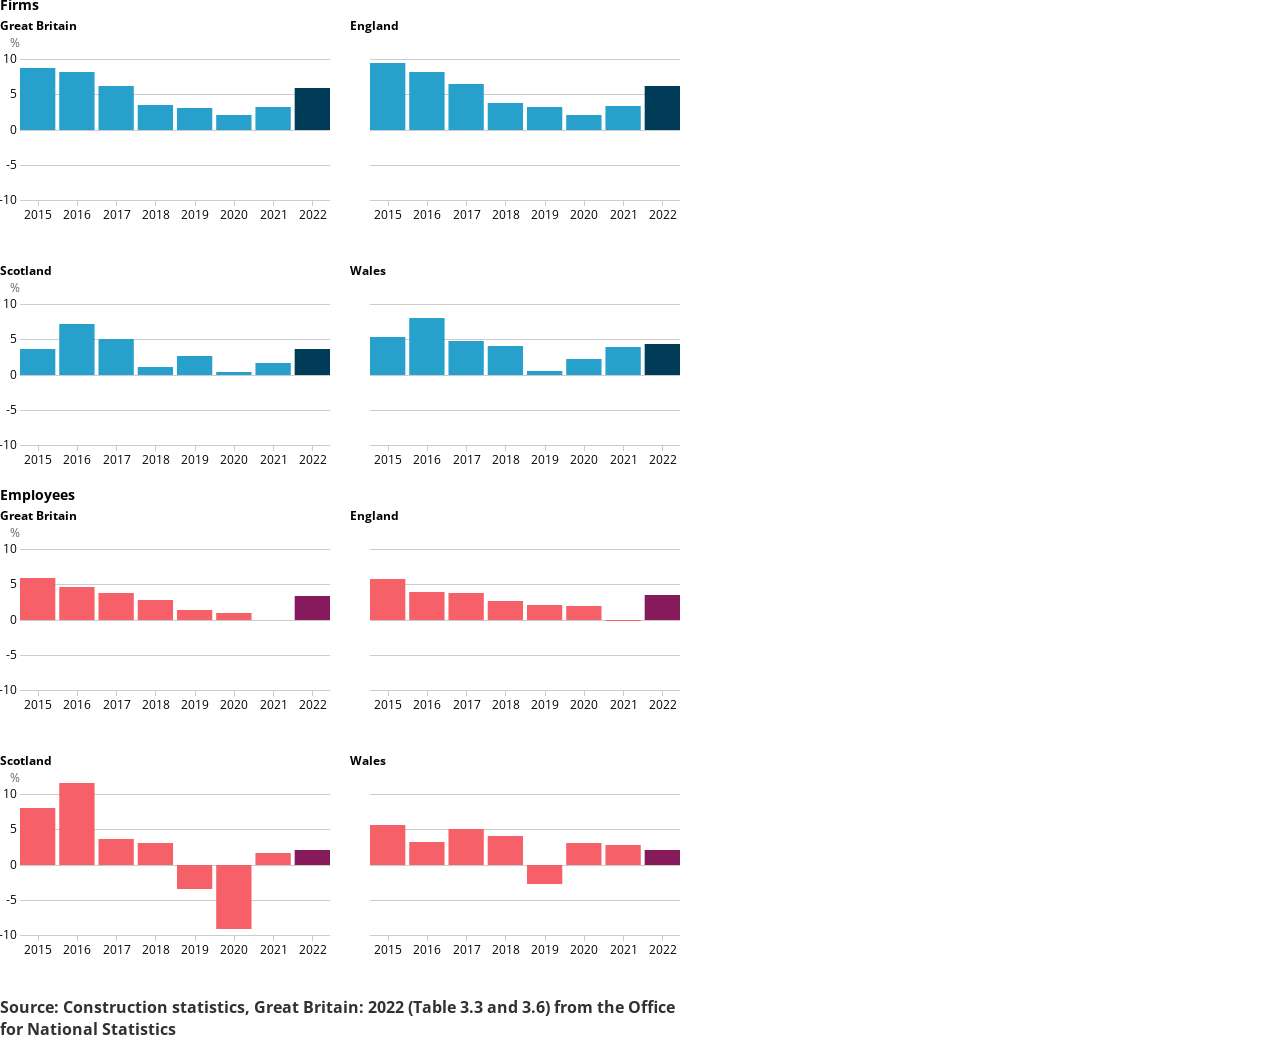 Firms
Great Britain England
%
10
5
0
-5
-10
2015 2016 2017 2018 2019 2020 2021 2022 2015 2016 2017 2018 2019 2020 2021 2022
Scotland Wales
%
10
5
0
-5
-10
2015 2016 2017 2018 2019 2020 2021 2022 2015 2016 2017 2018 2019 2020 2021 2022
Employees
Great Britain England
%
10
5
0
-5
-10
2015 2016 2017 2018 2019 2020 2021 2022 2015 2016 2017 2018 2019 2020 2021 2022
Scotland Wales
%
10
5
0
-5
-10
2015 2016 2017 2018 2019 2020 2021 2022 2015 2016 2017 2018 2019 2020 2021 2022
Source: Construction statistics, Great Britain: 2022 (Table 3.3 and 3.6) from the Office
for National Statistics